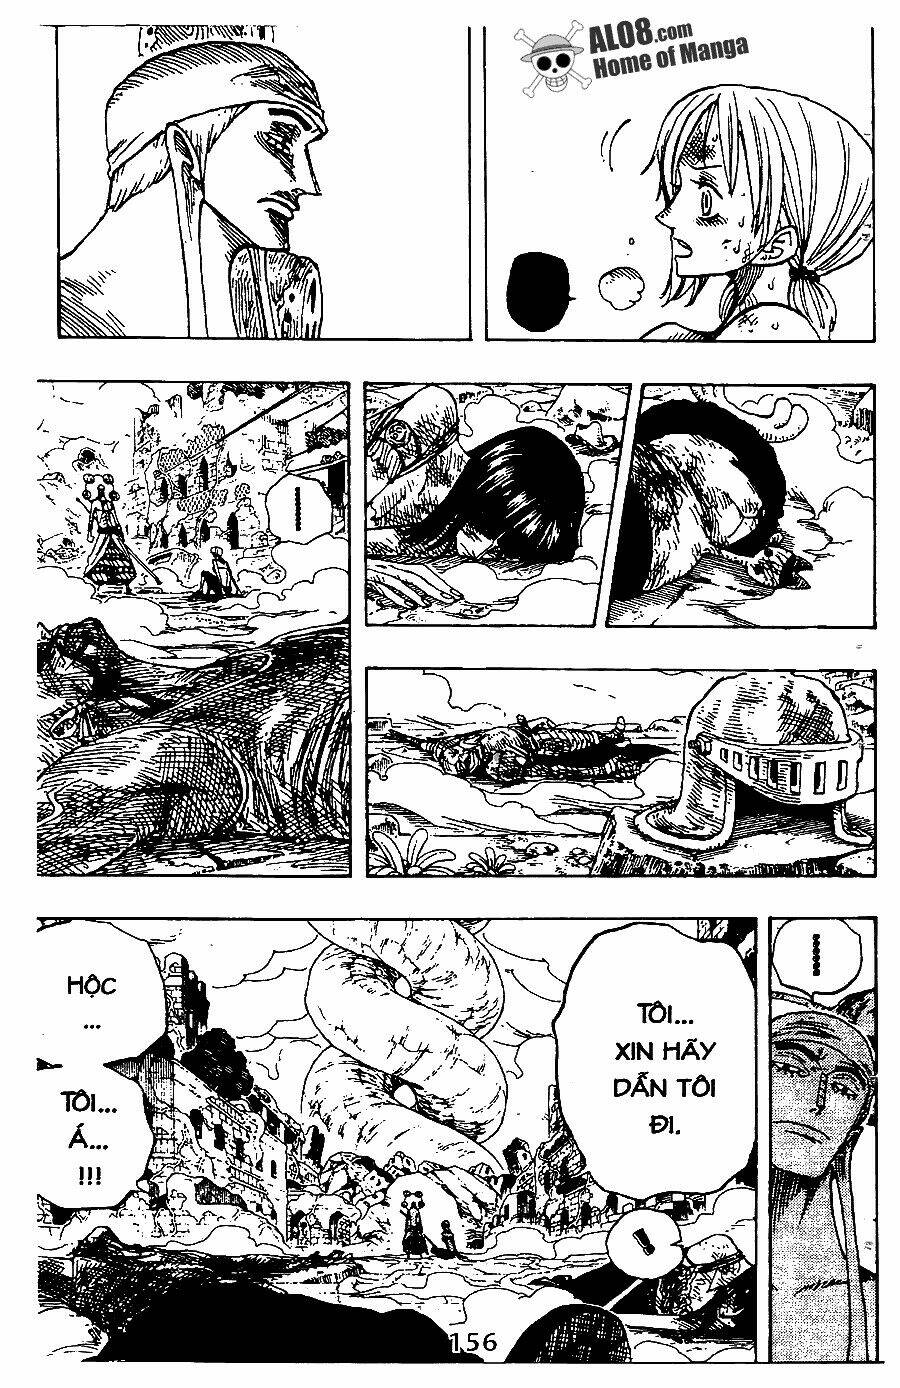 ALO8.com
Home of Manga
!
TÔI...
XIN HÃY
DẪN TÔI
ĐI.
HỘC
...
TÔI...
Á...
!!!
!!
156